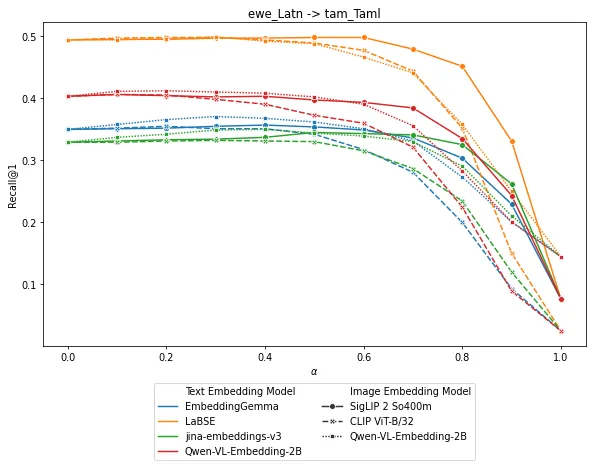 ewe_Latn -> tam_Taml
Recall@1
0.5
0.4
0.3
0.2
0.1
0.0 0.2 0.4 0.6 0.8 1.0
α
Text Embedding Model Image Embedding Model
EmbeddingGemma SigLIP 2 So400m
LaBSE CLIP ViT-B/32
jina-embeddings-v3 Qwen-VL-Embedding-2B
Qwen-VL-Embedding-2B